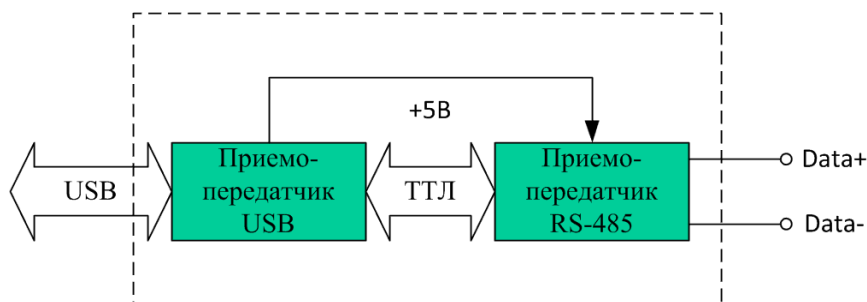 +5В
USB
Приемо-
передатчик
USB
ТТЛ
Приемо-
передатчик
RS-485
Data+
Data-